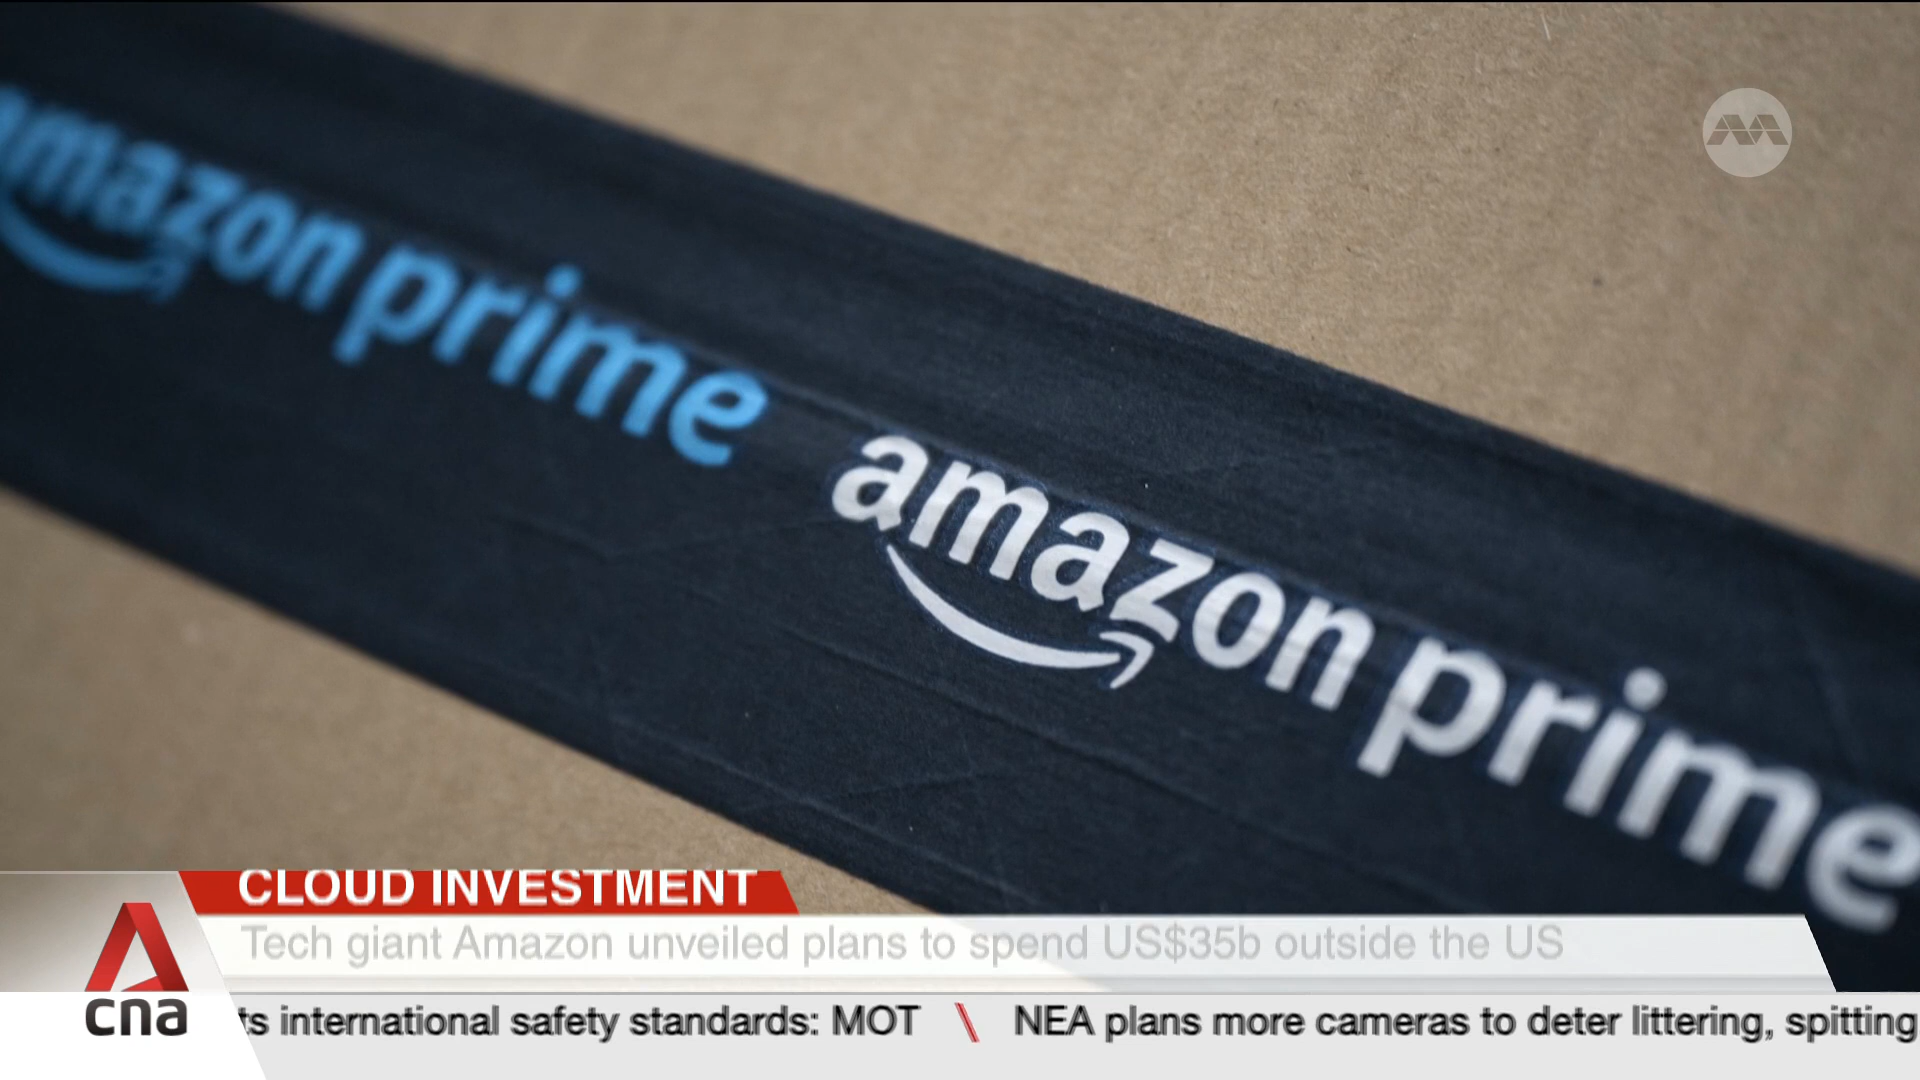 amazon prime
amazon prime
CLOUD INVESTMENT
Tech giant Amazon unveiled plans to spend US$35b outside the US
cna
ts international safety standards: MOT \ NEA plans more cameras to deter littering, spitting